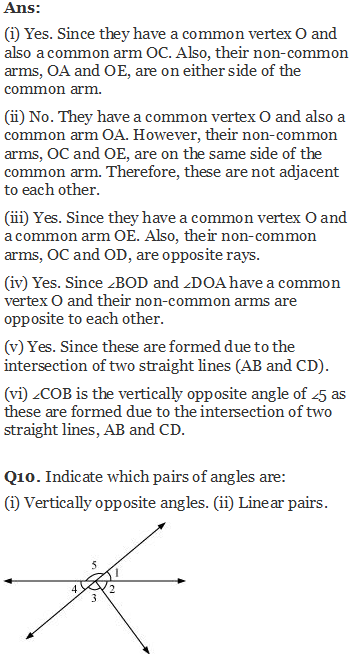 Ans:
(i) Yes. Since they have a common vertex O and
also a common arm OC. Also, their non-common
arms, OA and OE, are on either side of the
common arm.
(ii) No. They have a common vertex O and also a
common arm OA. However, their non-common
arms, OC and OE, are on the same side of the
common arm. Therefore, these are not adjacent
to each other.
(iii) Yes. Since they have a common vertex O and
a common arm OE. Also, their non-common
arms, OC and OD, are opposite rays.
(iv) Yes. Since ∠BOD and ∠DOA have a common
vertex O and their non-common arms are
opposite to each other.
(v) Yes. Since these are formed due to the
intersection of two straight lines (AB and CD).
(vi) ∠COB is the vertically opposite angle of ∠5 as
these are formed due to the intersection of two
straight lines, AB and CD.
Q10. Indicate which pairs of angles are:
(i) Vertically opposite angles. (ii) Linear pairs.
5
1
4
2
3